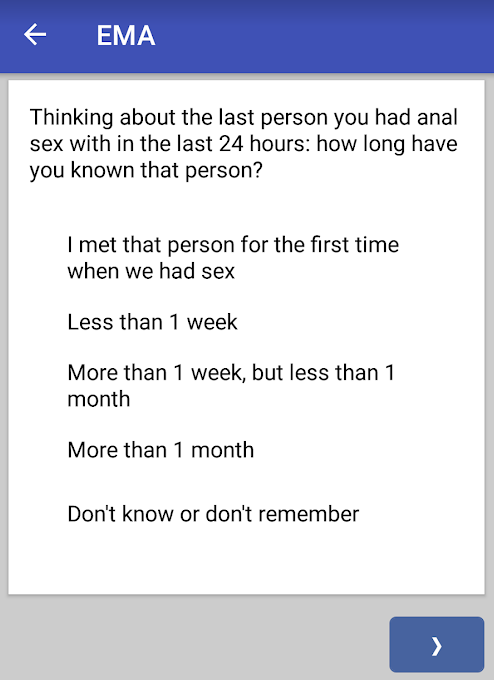 EMA
Thinking about the last person you had anal
sex with in the last 24 hours: how long have
you known that person?
I met that person for the first time
when we had sex
Less than 1 week
More than 1 week, but less than 1
month
More than 1 month
Don't know or don't remember